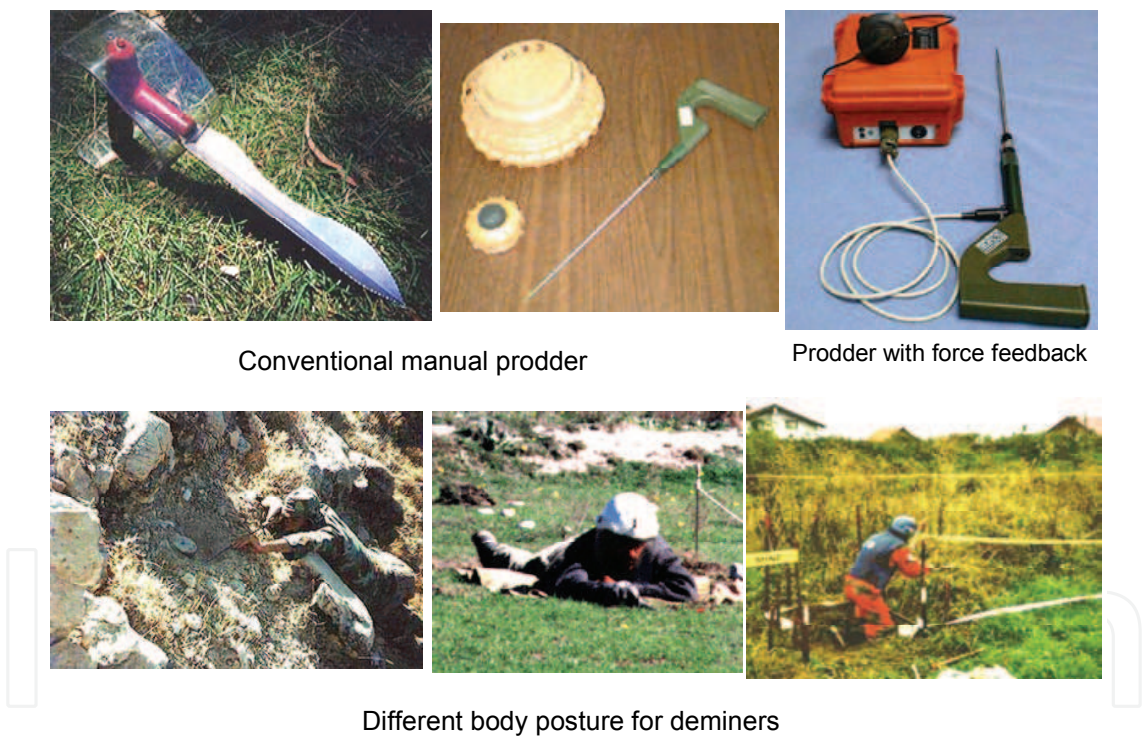 Conventional manual prodder
Prodder with force feedback
Different body posture for deminers